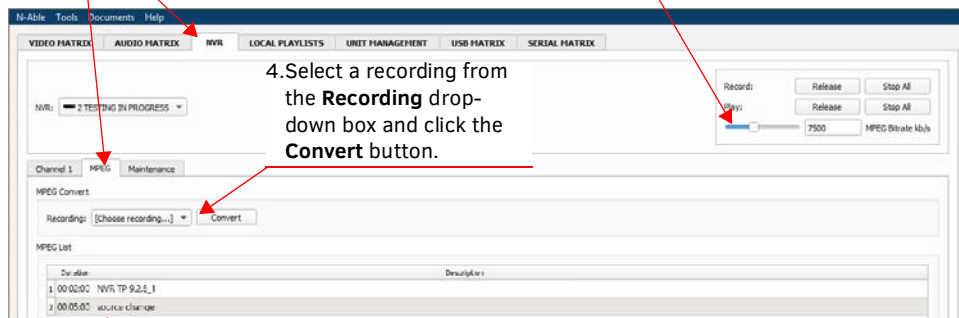 N-Able Tools Documents Help
VIDEO MATRIX AUDIO MATRIX NVR LOCAL PLAYLISTS UNIT MANAGEMENT USB MATRIX SERIAL MATRIX
4.Select a recording from
the Recording drop-
down box and click the
Convert button.
Record: Release Stop All
NVR: 2 TESTING IN PROGRESS
Play: Release Stop All
7500 MPEG Bitrate kb/s
Channel 1 MPEG Maintenance
MPEG Convert
Recording: [Choose recording...] Convert
MPEG List
Duration Description
1 00:02:00 NVR TP 9.2.6_1
2 00:05:00 source change